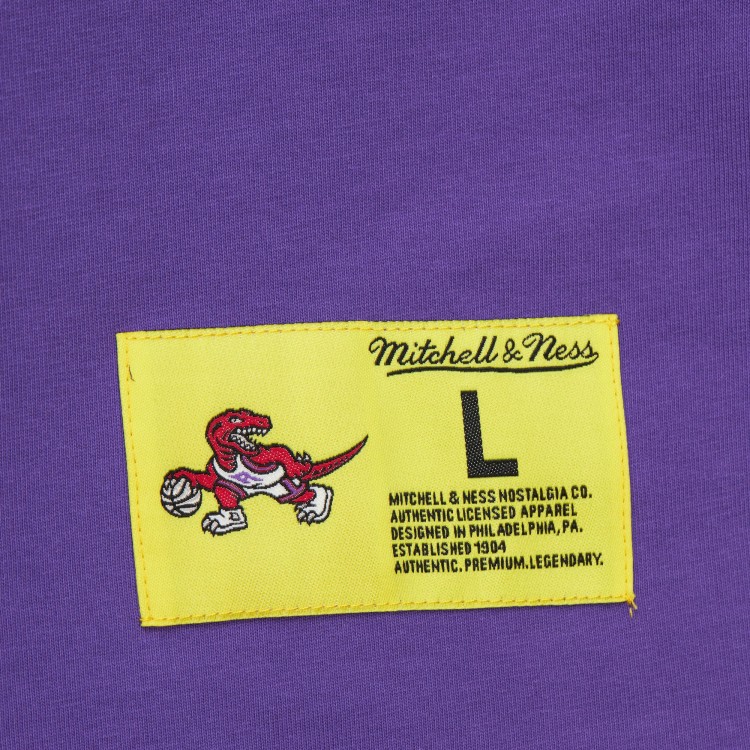 Mitchell & Ness
L
MITCHELL & NESS NOSTALGIA CO.
AUTHENTIC LICENSED APPAREL
DESIGNED IN PHILADELPHIA, PA.
ESTABLISHED 1904
AUTHENTIC. PREMIUM. LEGENDARY.